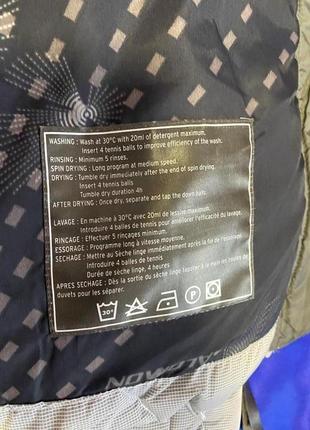 WASHING : Wash at 30°C with 20ml of detergent maximum.
Insert 4 tennis balls to improve efficiency of the wash.
RINSING : Minimum 5 rinses.
SPIN DRYING : Long program at medium speed.
DRYING : Tumble dry immediately after the end of spin drying.
Insert 4 tennis balls
Tumble dry duration 4h
AFTER DRYING : Once dry, separate and tap the down balls.
LAVAGE : En machine à 30°C avec 20ml de lessive maximum.
Introduire 4 balles de tennis pour améliorer l'efficacité du lavage.
RINCAGE : Effectuer 5 rinçages minimum.
ESSORAGE : Programme long à vitesse moyenne.
SECHAGE : Mettre au Sèche linge immédiatement après la fin de l'essorage
Introduire 4 balles de tennis
Durée de sèche linge, 4 heures
APRES SECHAGE : Dès la sortie du sèche linge séparer à la main les boules de
duvets pour les séparer.
30°
SALOMON